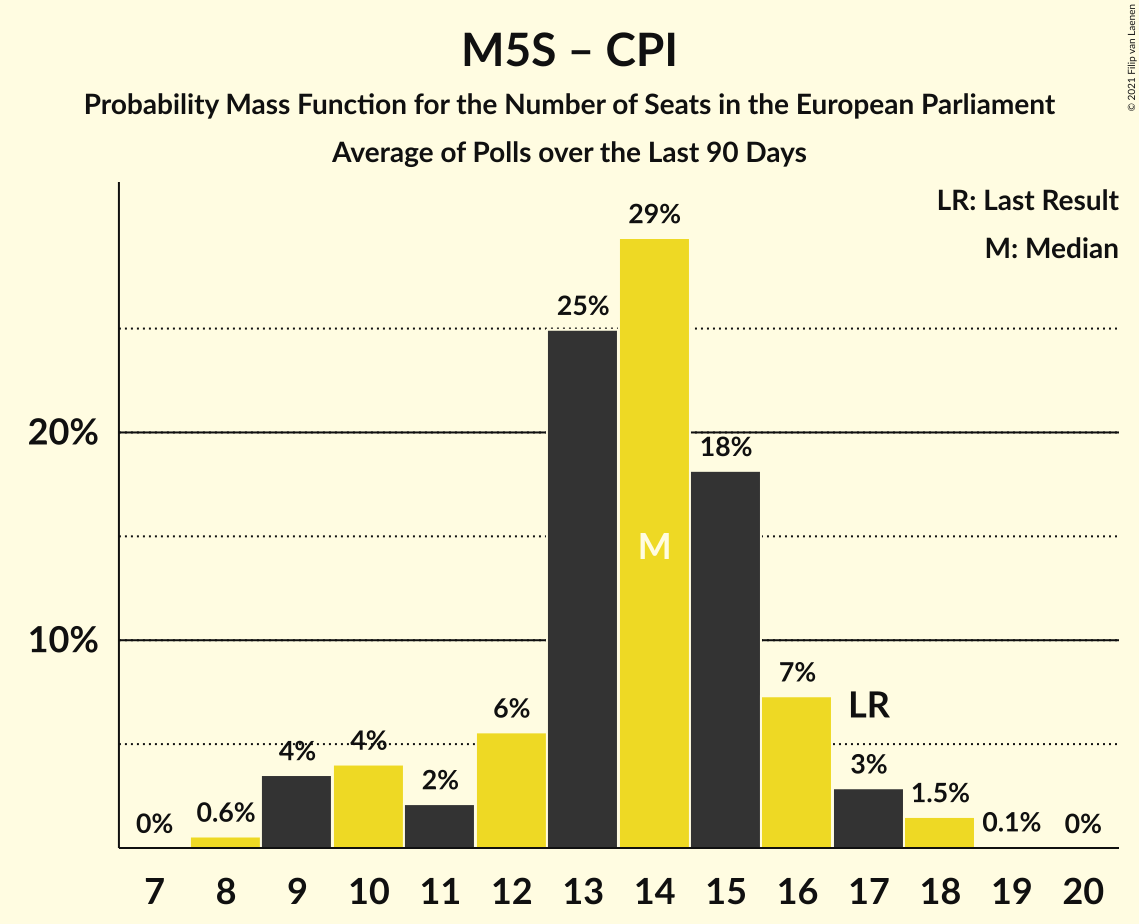 M5S – CPI
Probability Mass Function for the Number of Seats in the European Parliament
Average of Polls over the Last 90 Days
© 2021 Filip van Laenen
LR: Last Result
M: Median
20%
10%
0%
0.6%
4%
4%
2%
6%
25%
29%
18%
7%
3%
1.5%
0.1%
0%
M
LR
7 8 9 10 11 12 13 14 15 16 17 18 19 20